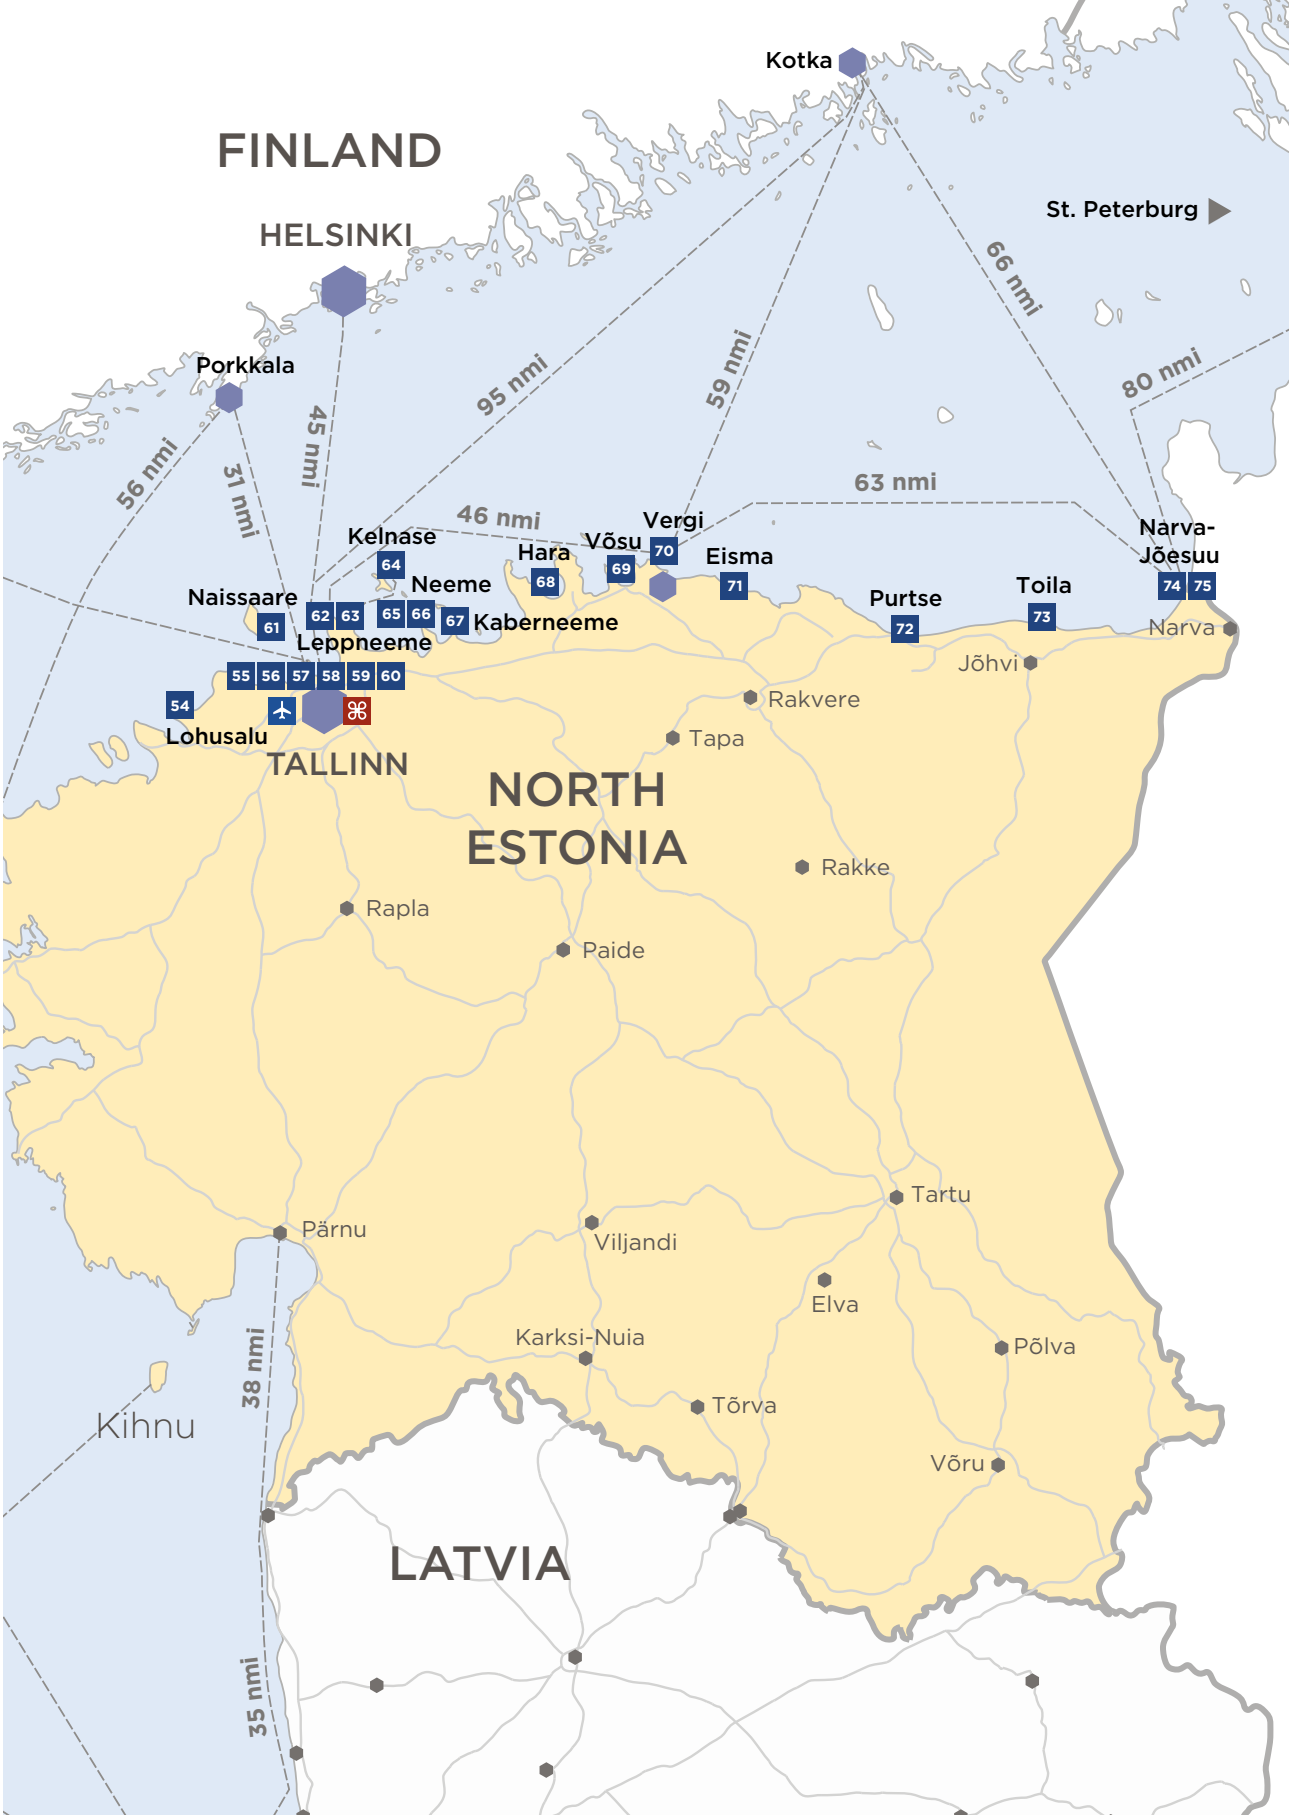 Kotka
FINLAND
St. Peterburg
HELSINKI
66 nmi
Porkkala
80 nmi
59 nmi
95 nmi
45 nmi
56 nmi
31 nmi
63 nmi
46 nmi
Vergi
70
Narva-
Jõesuu
74 75
Kelnase
64
Hara
68
Võsu
69
Eisma
71
Toila
73
Purtse
72
Neeme
65 66
67 Kaberneeme
Naissaare
61
62 63
Leppneeme
Narva
Jõhvi
55 56 57 58 59 60
54
Lohusalu
TALLINN
Rakvere
Tapa
NORTH
ESTONIA
Rakke
Rapla
Paide
Tartu
Pärnu
Viljandi
Elva
Karksi-Nuia
Põlva
38 nmi
Kihnu
Tõrva
Võru
LATVIA
35 nmi